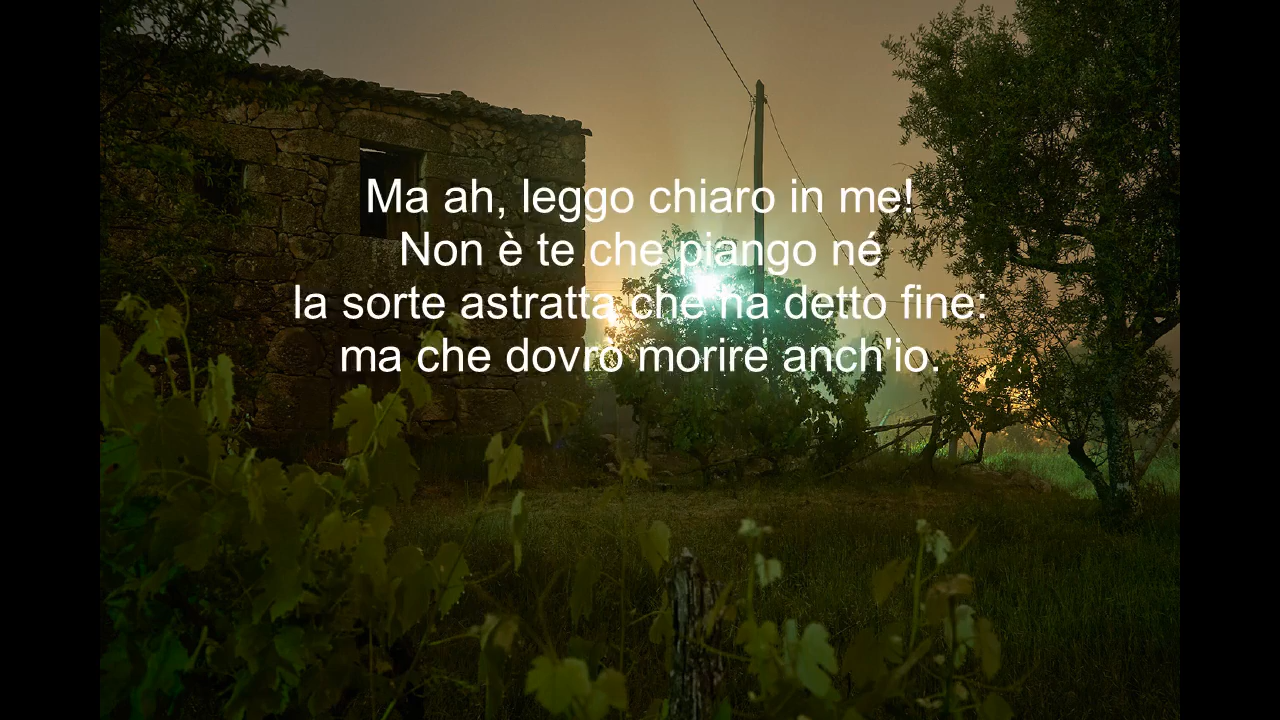 Ma ah, leggo chiaro in me!
Non è te che piango né
la sorte astratta che ha detto fine:
ma che dovrò morire anch'io.